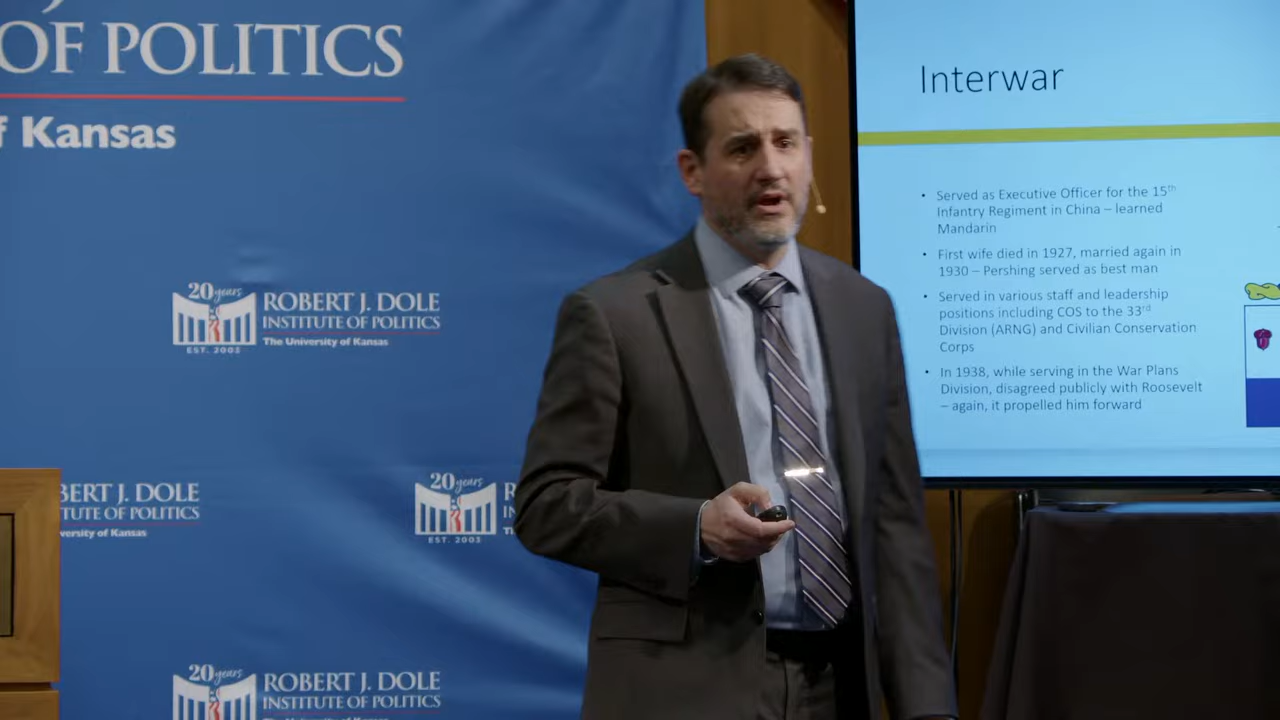 OF POLITICS
f Kansas
20 years
EST. 2003
ROBERT J. DOLE
INSTITUTE OF POLITICS
The University of Kansas
BERT J. DOLE
TUTE OF POLITICS
versity of Kansas
20 years
EST. 2003
R
I
T
20 years
ROBERT J. DOLE
INSTITUTE OF POLITICS
Interwar
• Served as Executive Officer for the 15th
Infantry Regiment in China – learned
Mandarin
• First wife died in 1927, married again in
1930 – Pershing served as best man
• Served in various staff and leadership
positions including COS to the 33rd
Division (ARNG) and Civilian Conservation
Corps
• In 1938, while serving in the War Plans
Division, disagreed publicly with Roosevelt
– again, it propelled him forward